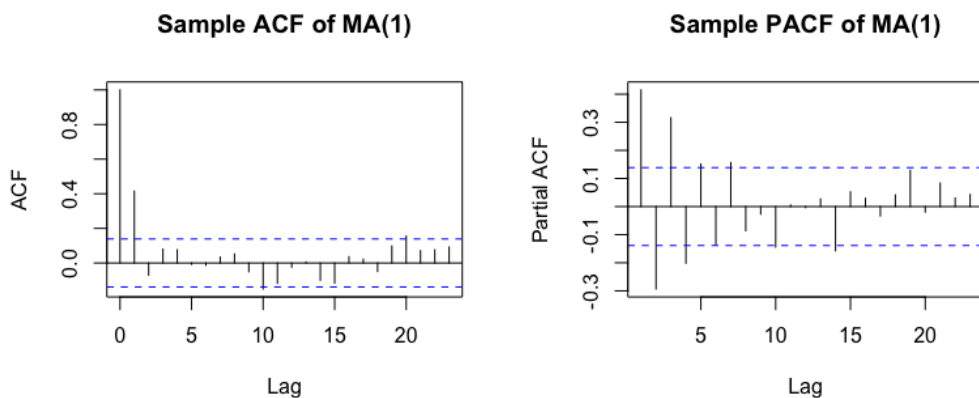 Sample ACF of MA(1)
ACF
0.8
0.4
0.0
0 5 10 15 20
Lag
Sample PACF of MA(1)
Partial ACF
0.3
0.1
-0.1
-0.3
5 10 15 20
Lag